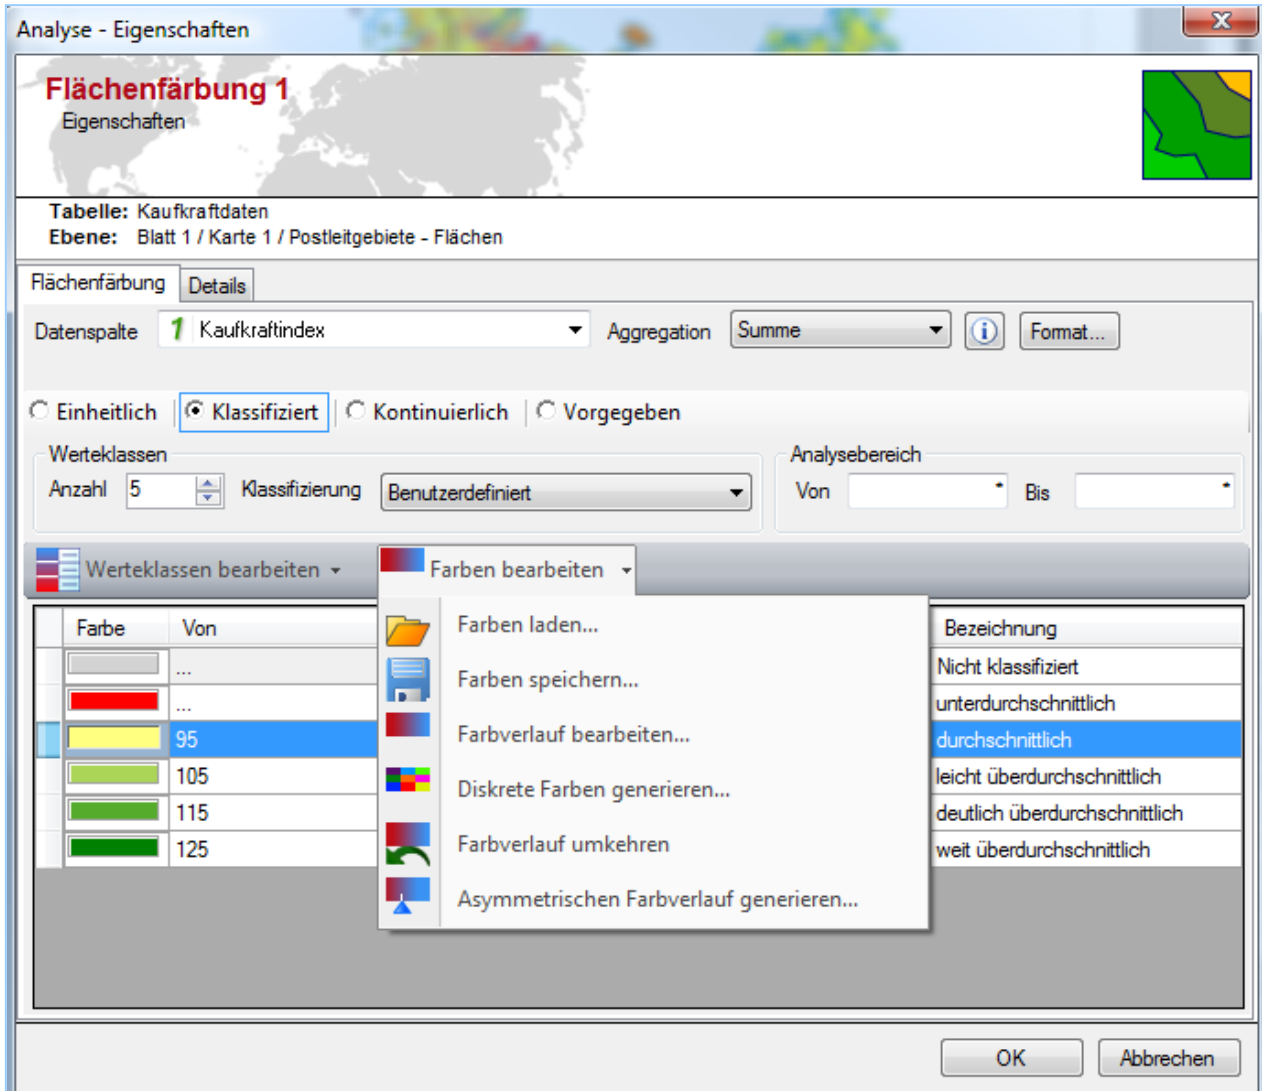 Analyse - Eigenschaften
Flächenfärbung 1
Eigenschaften
Tabelle: Kaufkraftdaten
Ebene: Blatt 1 / Karte 1 / Postleitgebiete - Flächen
Flächenfärbung Details
Datenspalte 1 Kaufkraftindex Aggregation Summe Format...
Einheitlich Klassifiziert Kontinuierlich Vorgegeben
Werteklassen Analysebereich
Anzahl 5 Klassifizierung Benutzerdefiniert Von * Bis *
Werteklassen bearbeiten Farben bearbeiten
Farbe Von Bezeichnung
... Nicht klassifiziert
... unterdurchschnittlich
95 durchschnittlich
105 leicht überdurchschnittlich
115 deutlich überdurchschnittlich
125 weit überdurchschnittlich
Farben laden...
Farben speichern...
Farbverlauf bearbeiten...
Diskrete Farben generieren...
Farbverlauf umkehren
Asymmetrischen Farbverlauf generieren...
OK Abbrechen